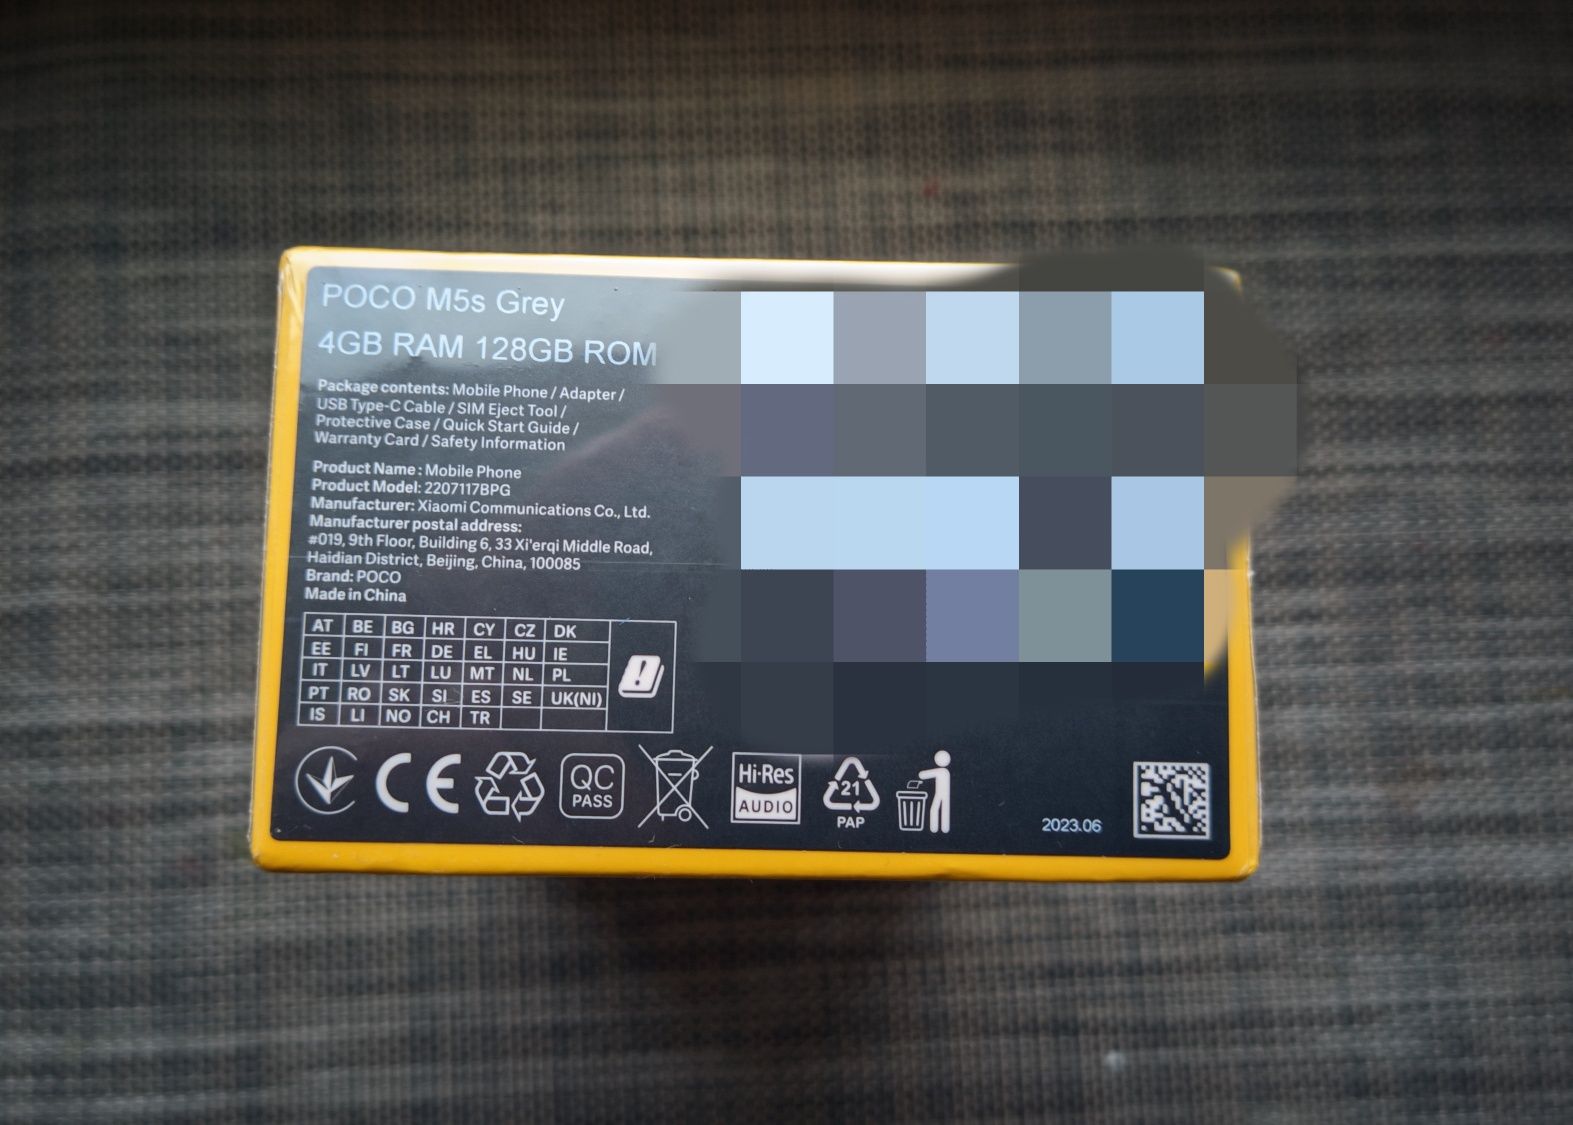 POCO M5s Grey
4GB RAM 128GB ROM
Package contents: Mobile Phone / Adapter /
USB Type-C Cable / SIM Eject Tool /
Protective Case / Quick Start Guide /
Warranty Card / Safety Information
Product Name: Mobile Phone
Product Model: 2207117BPG
Manufacturer: Xiaomi Communications Co., Ltd.
Manufacturer postal address:
#019, 9th Floor, Building 6, 33 Xi'erqi Middle Road,
Haidian District, Beijing, China, 100085
Brand: POCO
Made in China
AT BE BG HR CY CZ DK
EE FI FR DE EL HU IE
IT LV LT LU MT NL PL
PT RO SK SI ES SE UK(NI)
IS LI NO CH TR
CE
QC
PASS
Hi-Res
AUDIO
21
PAP
2023.06